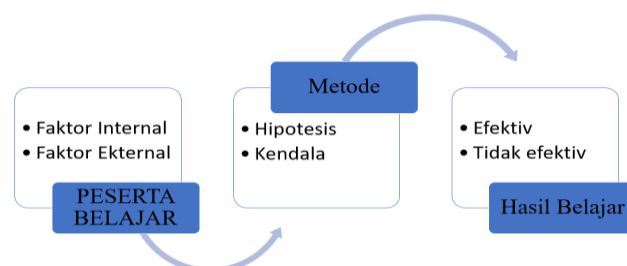 • Faktor Internal
• Faktor Ekternal
PESERTA
BELAJAR
Metode
• Hipotesis
• Kendala
• Efektiv
• Tidak efektiv
Hasil Belajar